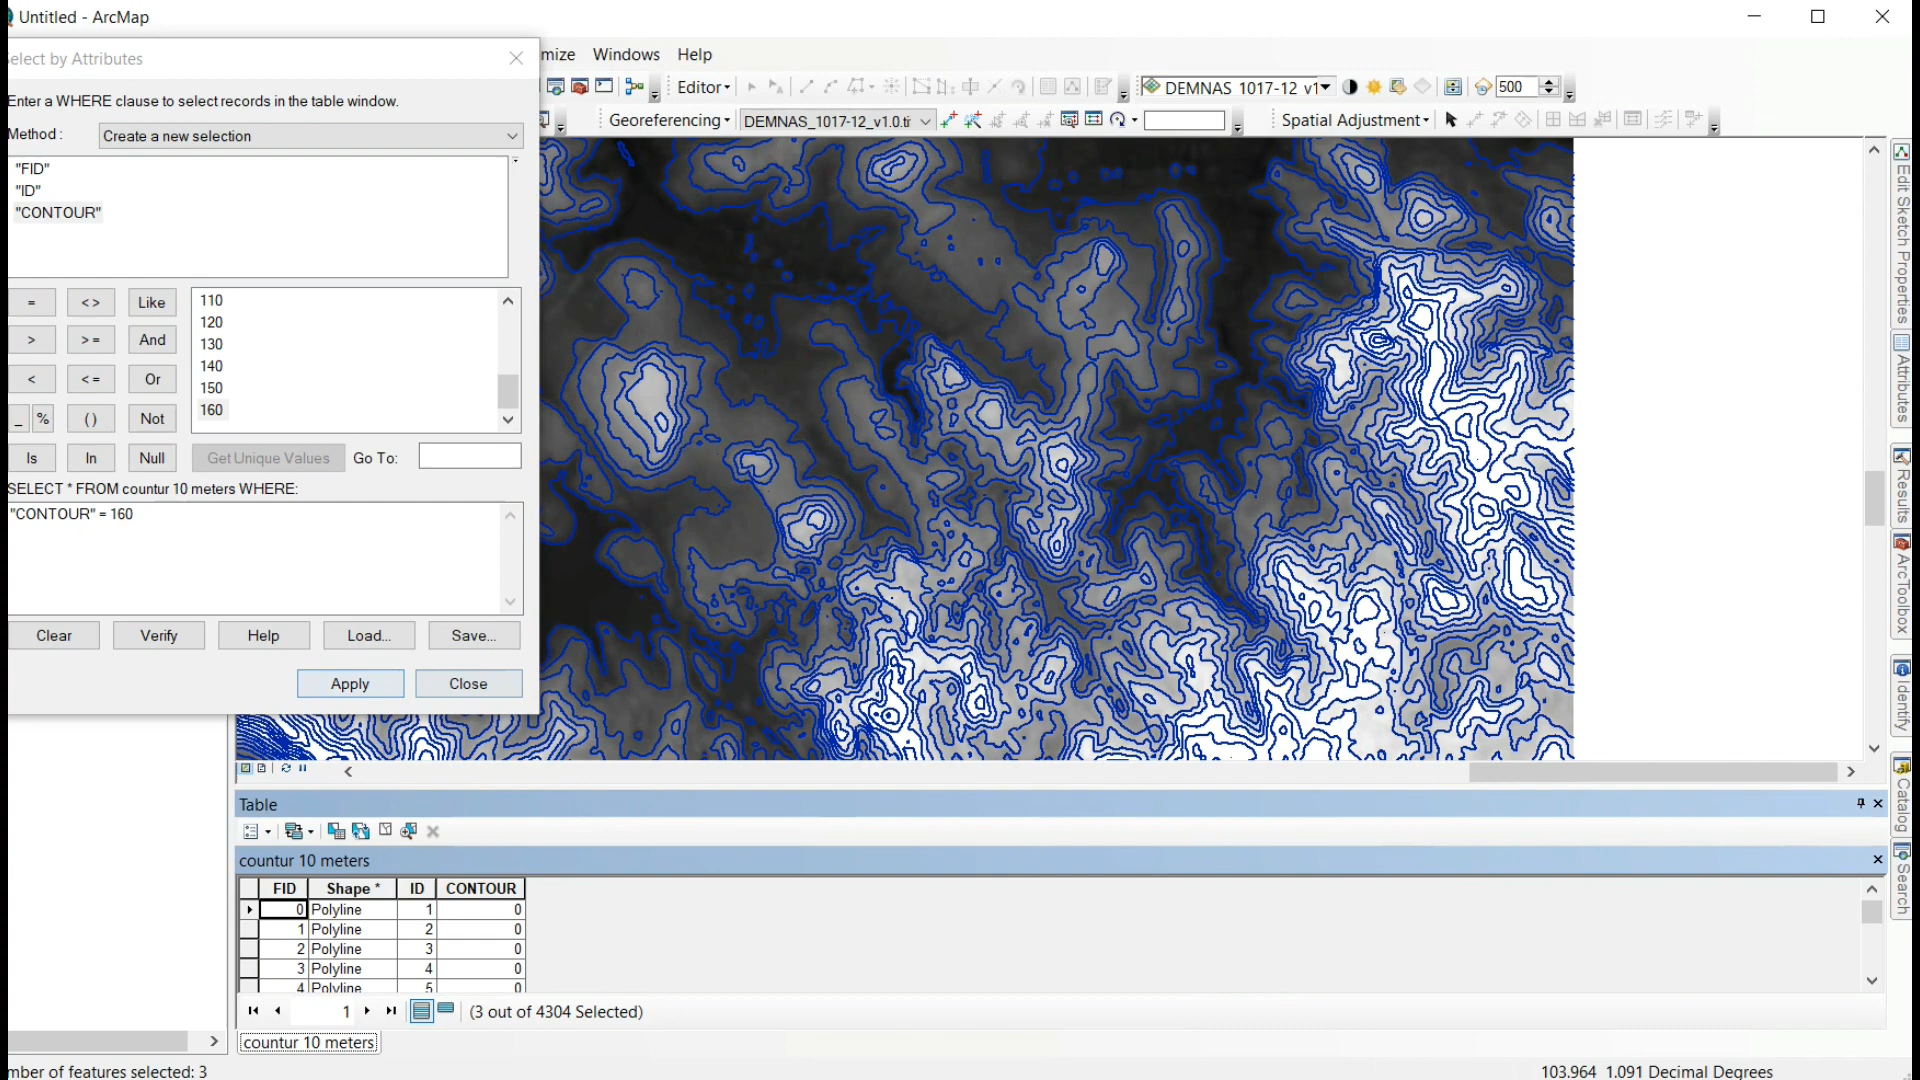 Untitled - ArcMap
elect by Attributes
mize Windows Help
Enter a WHERE clause to select records in the table window.
Editor
DEMNAS 1017-12 v1
500
Method :
Create a new selection
Georeferencing
DEMNAS_1017-12_v1.0.ti
Spatial Adjustment
"FID"
"ID"
"CONTOUR"
= <> Like
> >= And
< <= Or
_ % () Not
Is In Null
110
120
130
140
150
160
Get Unique Values Go To:
SELECT * FROM countur 10 meters WHERE:
"CONTOUR" = 160
Clear Verify Help Load... Save...
Apply Close
Edit Sketch Properties
Attributes
Results
ArcToolbox
Identify
Catalog
Search
Table
countur 10 meters
FID Shape * ID CONTOUR
0 Polyline 1 0
1 Polyline 2 0
2 Polyline 3 0
3 Polyline 4 0
4 Polyline 5 0
1 (3 out of 4304 Selected)
countur 10 meters
mber of features selected: 3
103.964 1.091 Decimal Degrees